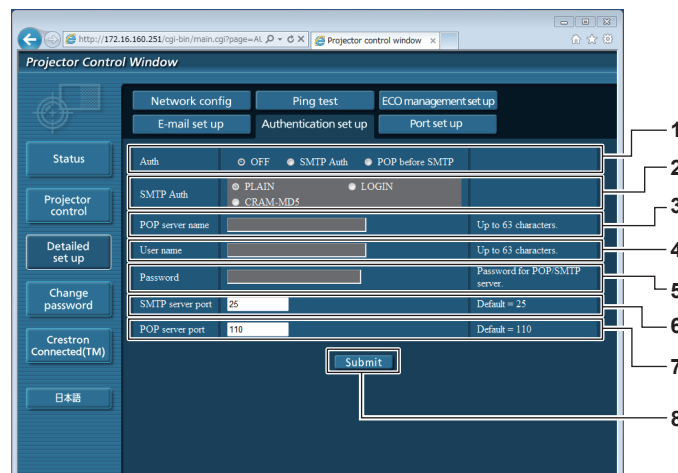 http://172.16.160.251/cgi-bin/main.cgi?page=AL
Projector control window
Projector Control Window
Network config Ping test ECO management set up
E-mail set up Authentication set up Port set up
Status
Projector control
Detailed set up
Change password
Crestron Connected(TM)
日本語
Auth OFF SMTP Auth POP before SMTP
SMTP Auth PLAIN LOGIN
CRAM-MD5
POP server name Up to 63 characters.
User name Up to 63 characters.
Password Password for POP/SMTP server.
SMTP server port 25 Default = 25
POP server port 110 Default = 110
Submit
1
2
3
4
5
6
7
8